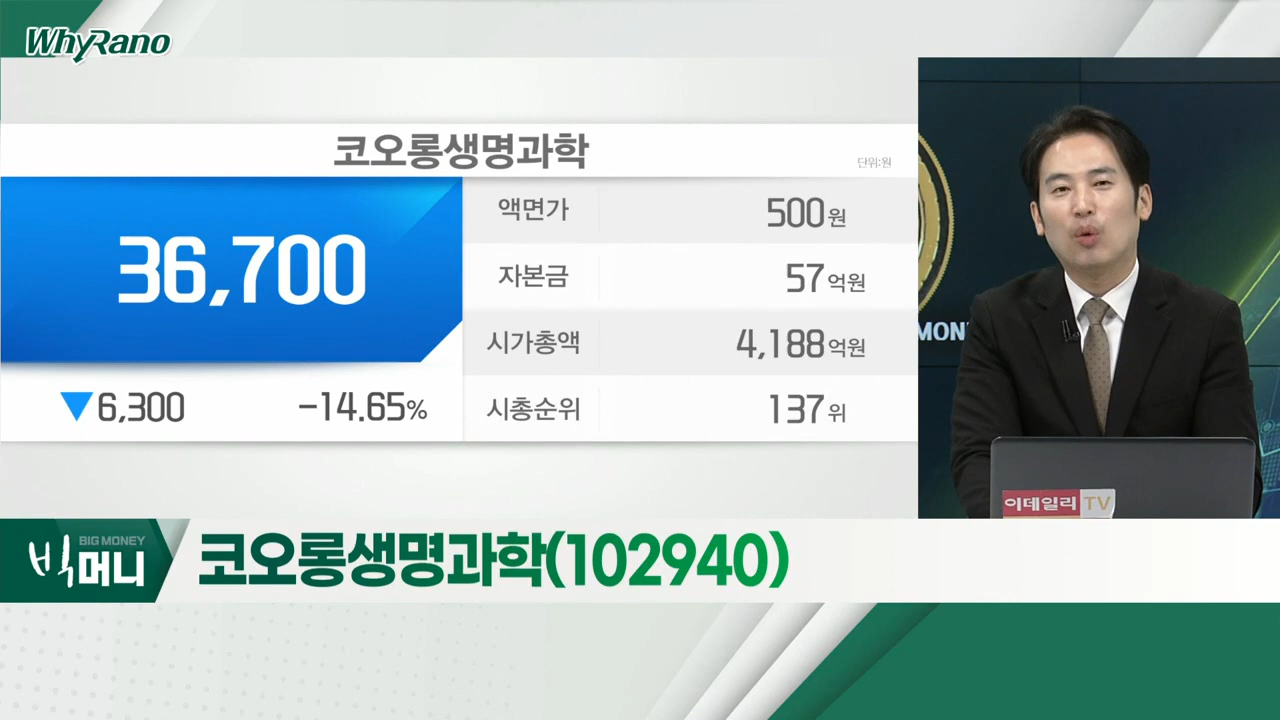 WhyRano
코오롱생명과학
단위:원
36,700
▼6,300 -14.65%
액면가 500원
자본금 57억원
시가총액 4,188억원
시총순위 137위
MON
이데일리TV
BIG MONEY
빅머니
코오롱생명과학(102940)